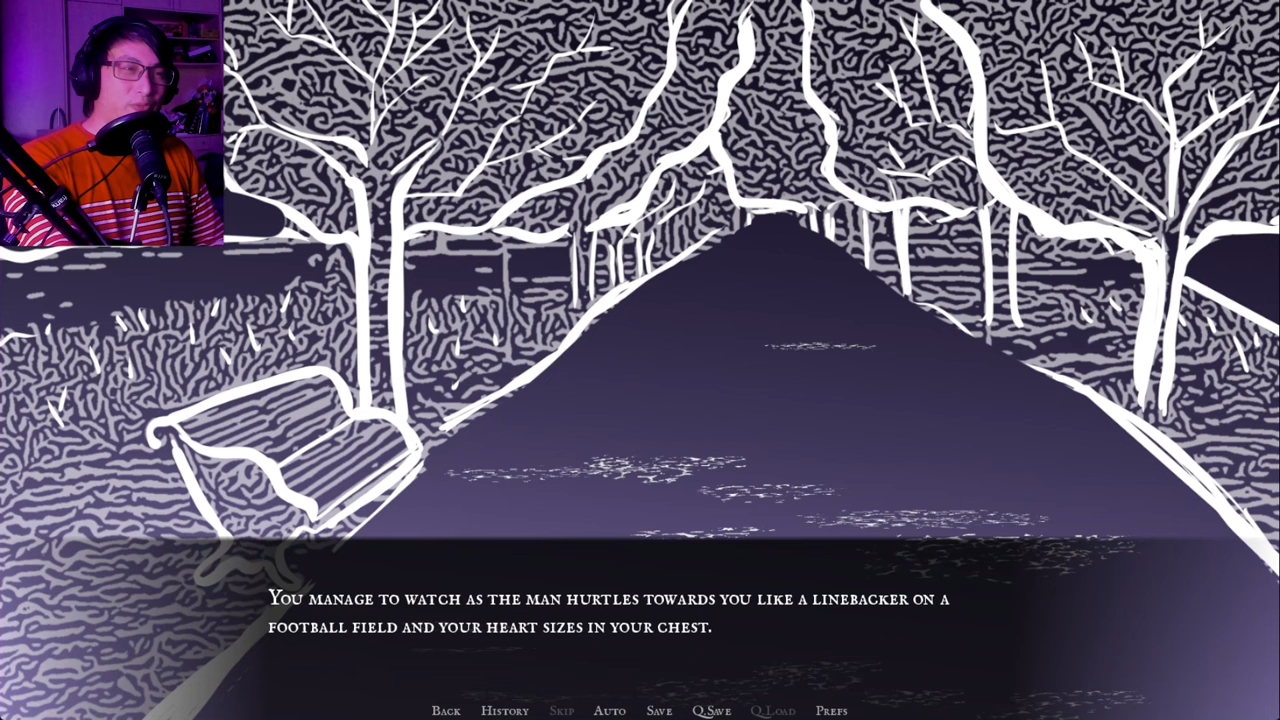 You manage to watch as the man hurtles towards you like a linebacker on a
football field and your heart sizes in your chest.
Back History Skip Auto Save Q.Save Q.Load Prefs